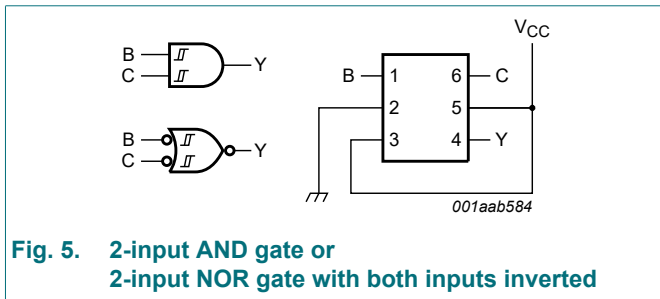 B
C
Y
B
C
Y
VCC
B 1 6 C
2 5
3 4 Y
001aab584
Fig. 5. 2-input AND gate or
2-input NOR gate with both inputs inverted